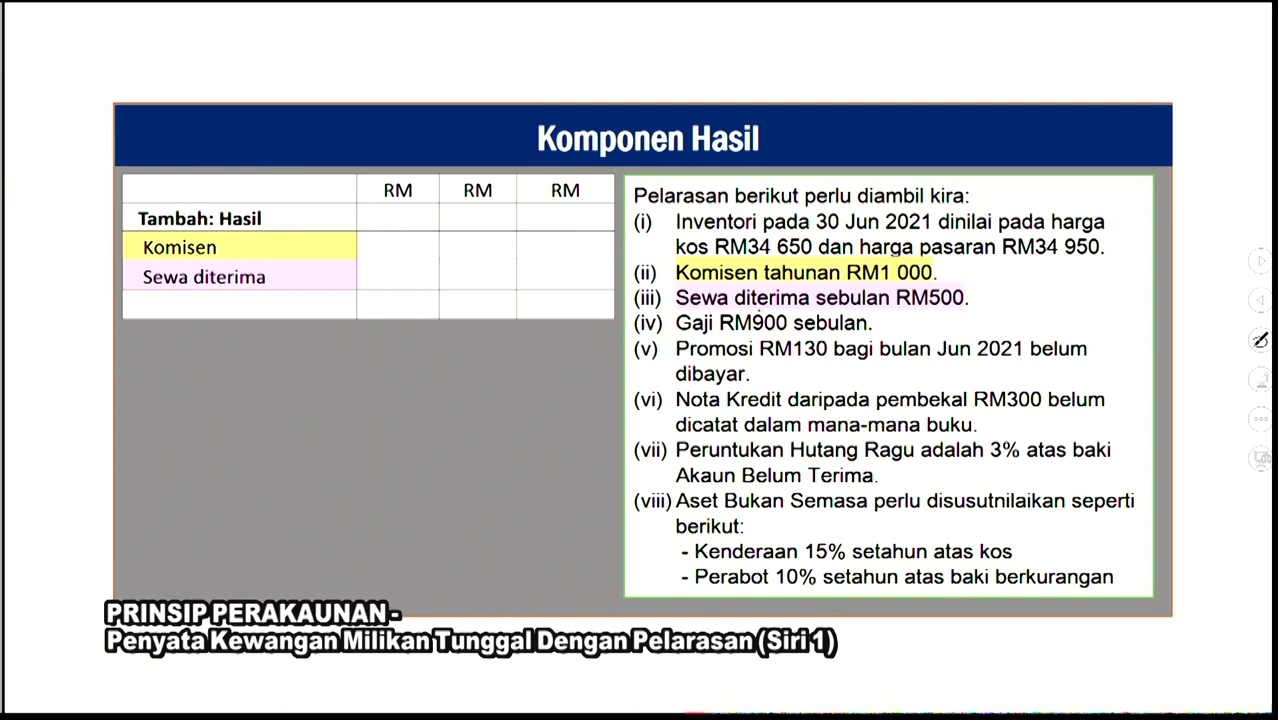 Komponen Hasil
RM RM RM
Tambah: Hasil
Komisen
Sewa diterima
Pelarasan berikut perlu diambil kira:
(i) Inventori pada 30 Jun 2021 dinilai pada harga
kos RM34 650 dan harga pasaran RM34 950.
(ii) Komisen tahunan RM1 000.
(iii) Sewa diterima sebulan RM500.
(iv) Gaji RM900 sebulan.
(v) Promosi RM130 bagi bulan Jun 2021 belum
dibayar.
(vi) Nota Kredit daripada pembekal RM300 belum
dicatat dalam mana-mana buku.
(vii) Peruntukan Hutang Ragu adalah 3% atas baki
Akaun Belum Terima.
(viii) Aset Bukan Semasa perlu disusutnilaikan seperti
berikut:
- Kenderaan 15% setahun atas kos
- Perabot 10% setahun atas baki berkurangan
PRINSIP PERAKAUNAN -
Penyata Kewangan Milikan Tunggal Dengan Pelarasan (Siri 1)